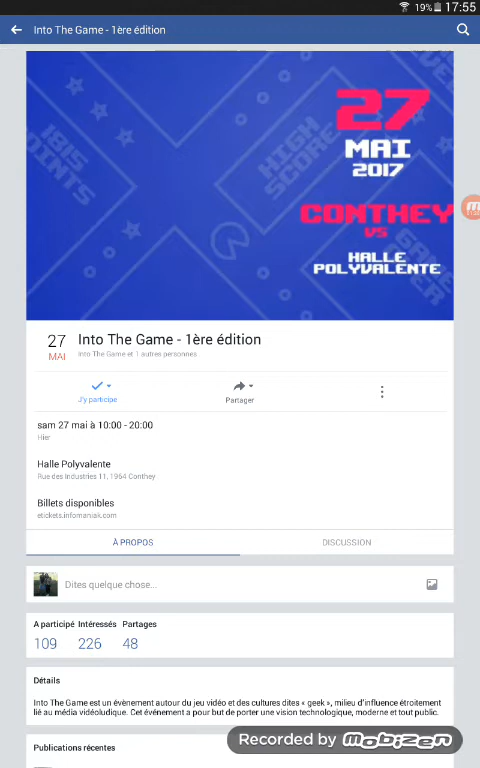 19% 17:55
Into The Game - 1ère édition
27
MAI
2017
CONTHEY
VS
HALLE
POLYVALENTE
1815
POINTS
HIGH
SCORE
GAME
27
MAI
Into The Game - 1ère édition
Into The Game et 1 autres personnes
J'y participe
Partager
sam 27 mai à 10:00 - 20:00
Hier
Halle Polyvalente
Rue des Industries 11, 1964 Conthey
Billets disponibles
etickets.infomaniak.com
À PROPOS
DISCUSSION
Dites quelque chose...
A participé Intéressés Partages
109 226 48
Détails
Into The Game est un évènement autour du jeu vidéo et des cultures dites « geek », milieu d'influence étroitement
lié au média vidéoludique. Cet événement a pour but de porter une vision technologique, moderne et tout public.
Publications récentes
Recorded by mobizen